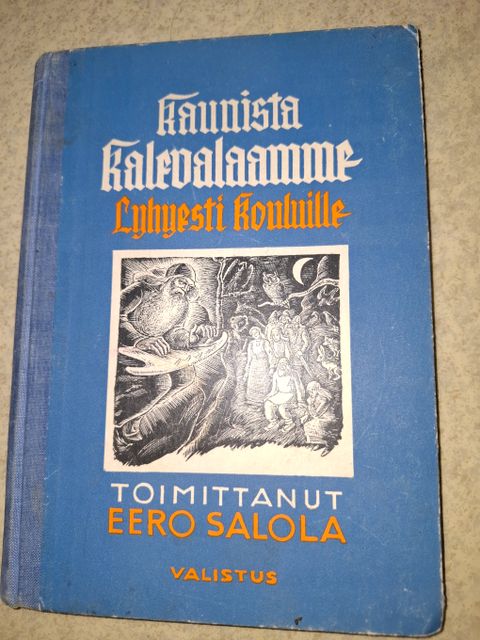 Kaunista
Kalevalaamme
Lyhyesti Kouluille
TOIMITTANUT
EERO SALOLA
VALISTUS